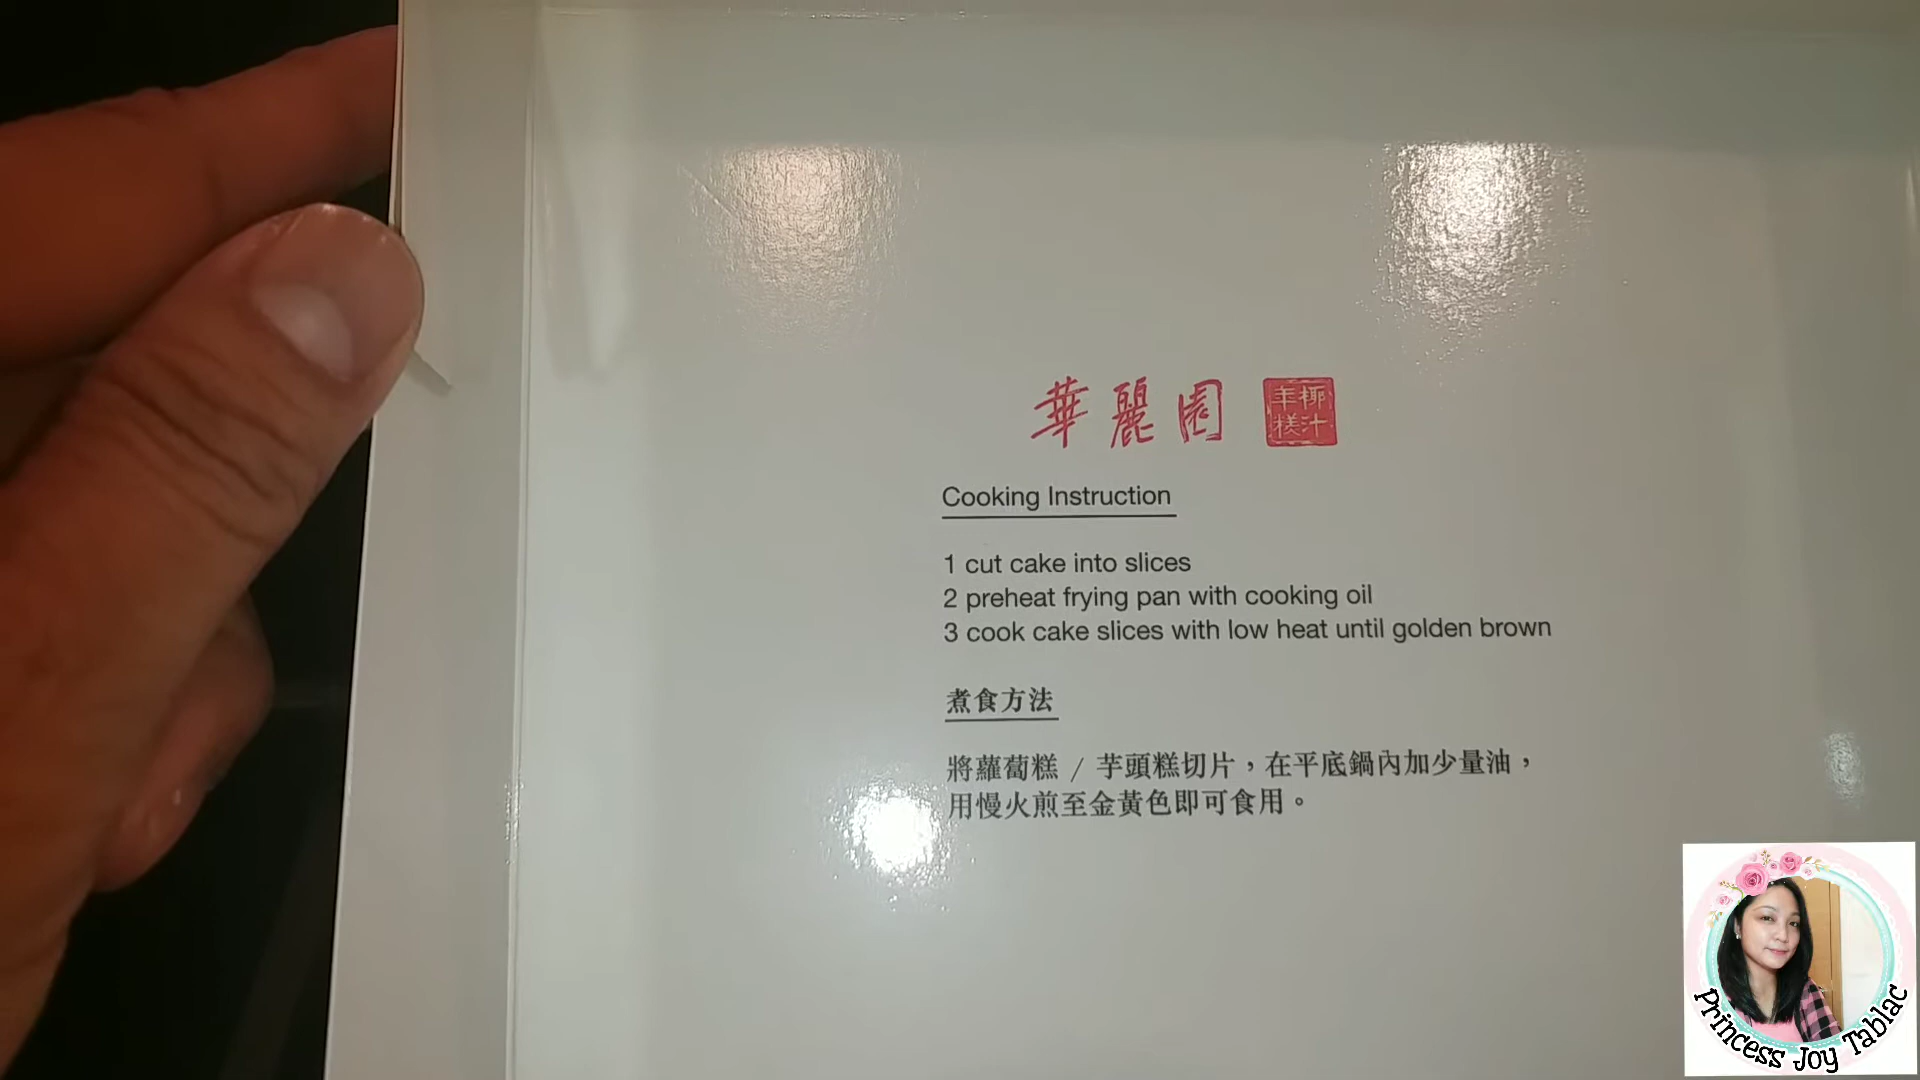 華麗園
椰汁
年糕
Cooking Instruction
1 cut cake into slices
2 preheat frying pan with cooking oil
3 cook cake slices with low heat until golden brown
煮食方法
將蘿蔔糕 / 芋頭糕切片，在平底鍋內加少量油，
用慢火煎至金黃色即可食用。
Princess Joy Tablac